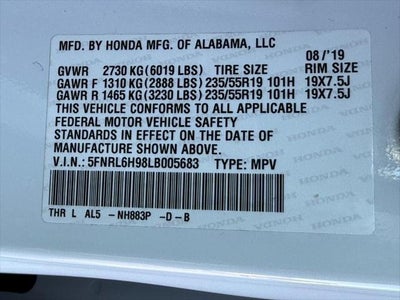 MFD. BY HONDA MFG. OF ALABAMA, LLC 08/'19
GVWR 2730 KG (6019 LBS) TIRE SIZE RIM SIZE
GAWR F 1310 KG (2888 LBS) 235/55R19 101H 19X7.5J
GAWR R 1465 KG (3230 LBS) 235/55R19 101H 19X7.5J
THIS VEHICLE CONFORMS TO ALL APPLICABLE
FEDERAL MOTOR VEHICLE SAFETY
STANDARDS IN EFFECT ON THE DATE OF
MANUFACTURE SHOWN ABOVE.
V.I.N: 5FNRL6H98LB005683 TYPE: MPV
THR L AL5 -NH883P -D-B